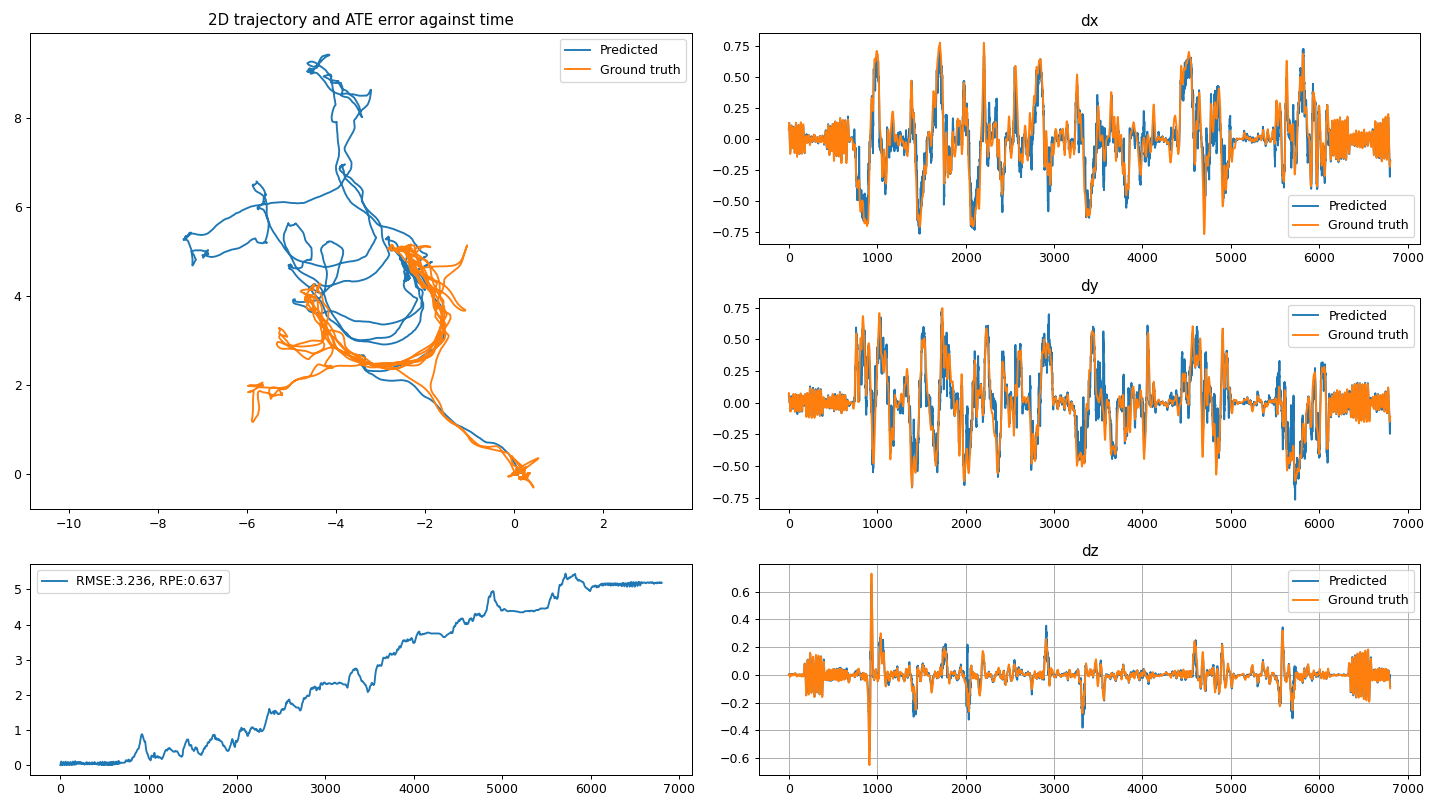 2D trajectory and ATE error against time
Predicted
Ground truth
8
6
4
2
0
−10 −8 −6 −4 −2 0 2
RMSE:3.236, RPE:0.637
5
4
3
2
1
0
0 1000 2000 3000 4000 5000 6000 7000
dx
0.75
0.50
0.25
0.00
−0.25
−0.50
−0.75
Predicted
Ground truth
0 1000 2000 3000 4000 5000 6000 7000
dy
Predicted
Ground truth
0.75
0.50
0.25
0.00
−0.25
−0.50
−0.75
0 1000 2000 3000 4000 5000 6000 7000
dz
Predicted
Ground truth
0.6
0.4
0.2
0.0
−0.2
−0.4
−0.6
0 1000 2000 3000 4000 5000 6000 7000